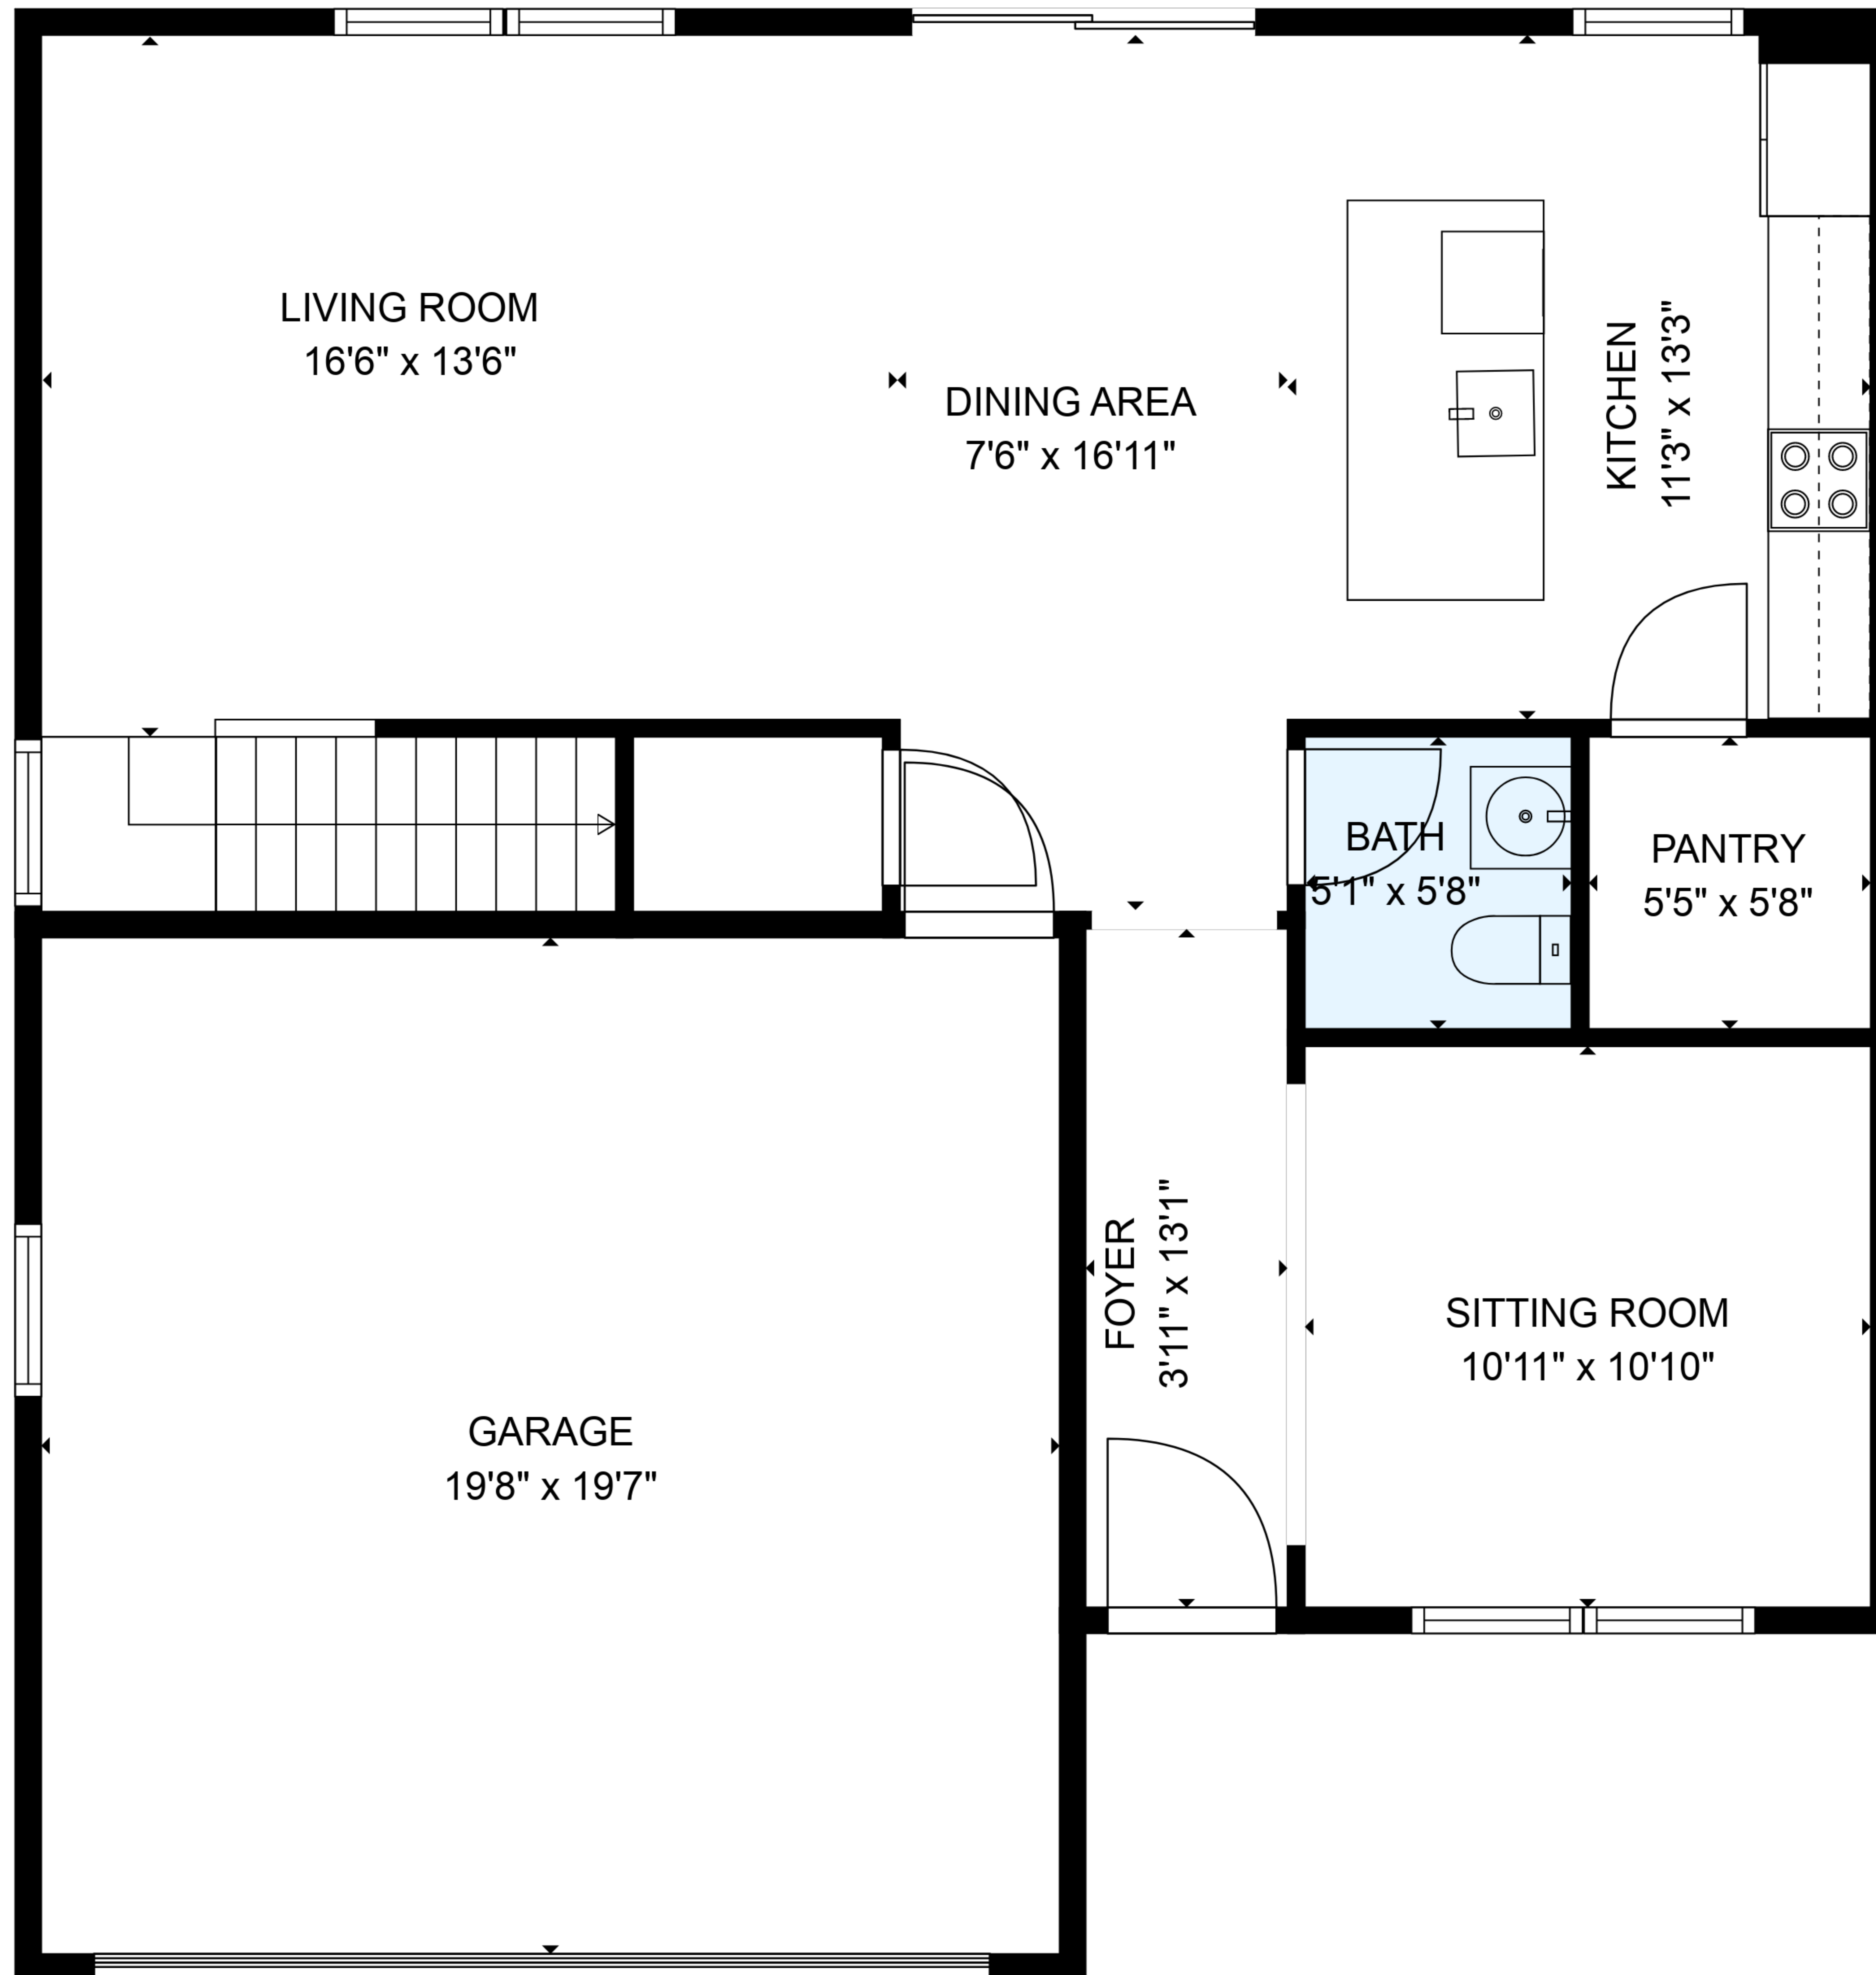 LIVING ROOM
16'6" x 13'6"
DINING AREA
7'6" x 16'11"
KITCHEN
11'3" x 13'3"
BATH
5'1" x 5'8"
PANTRY
5'5" x 5'8"
FOYER
3'11" x 13'1"
SITTING ROOM
10'11" x 10'10"
GARAGE
19'8" x 19'7"